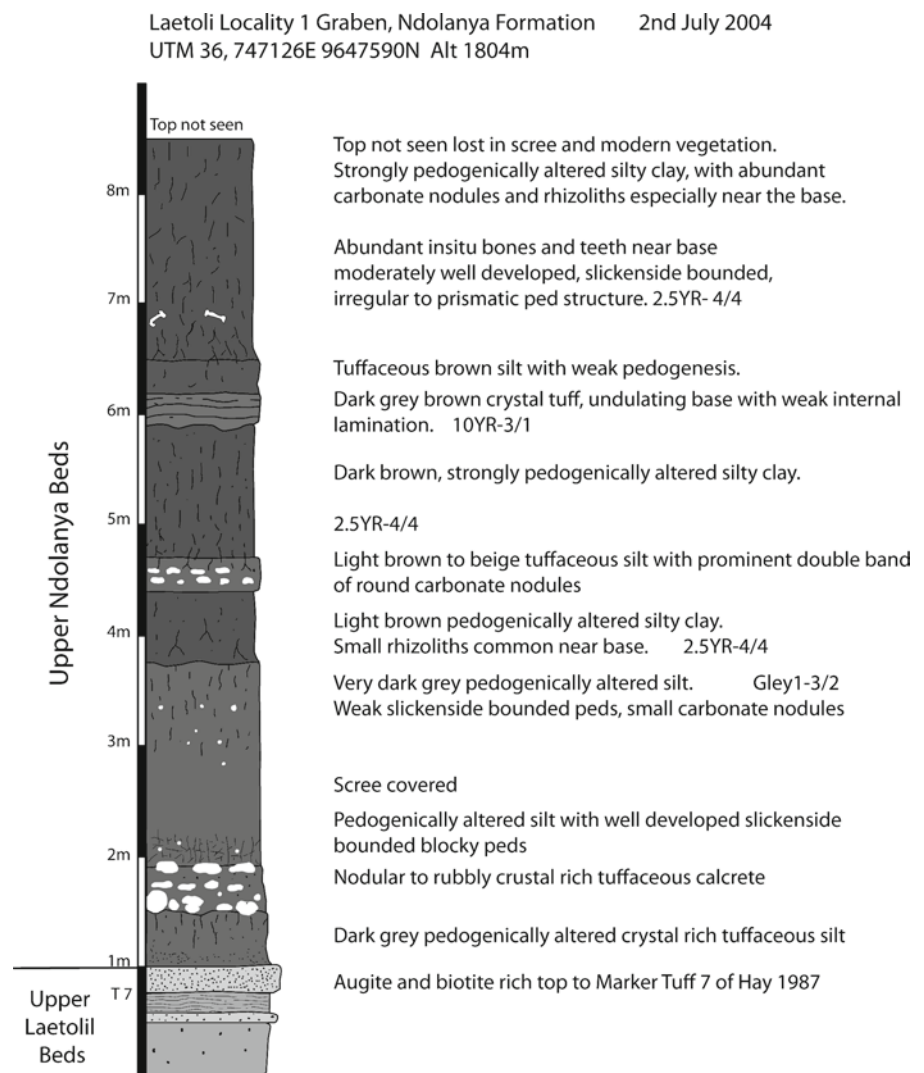 Laetoli Locality 1 Graben, Ndolanya Formation 2nd July 2004
UTM 36, 747126E 9647590N Alt 1804m
Top not seen
Top not seen lost in scree and modern vegetation.
Strongly pedogenically altered silty clay, with abundant
carbonate nodules and rhizoliths especially near the base.
8m
Abundant insitu bones and teeth near base
moderately well developed, slickenside bounded,
irregular to prismatic ped structure. 2.5YR- 4/4
7m
Tuffaceous brown silt with weak pedogenesis.
Dark grey brown crystal tuff, undulating base with weak internal
lamination. 10YR-3/1
6m
Dark brown, strongly pedogenically altered silty clay.
2.5YR-4/4
5m
Light brown to beige tuffaceous silt with prominent double band
of round carbonate nodules
Light brown pedogenically altered silty clay.
Small rhizoliths common near base. 2.5YR-4/4
4m
Very dark grey pedogenically altered silt. Gley1-3/2
Weak slickenside bounded peds, small carbonate nodules
3m
Scree covered
Pedogenically altered silt with well developed slickenside
bounded blocky peds
2m
Nodular to rubbly crustal rich tuffaceous calcrete
Dark grey pedogenically altered crystal rich tuffaceous silt
1m
Augite and biotite rich top to Marker Tuff 7 of Hay 1987
T 7
Upper Ndolanya Beds
Upper
Laetolil
Beds